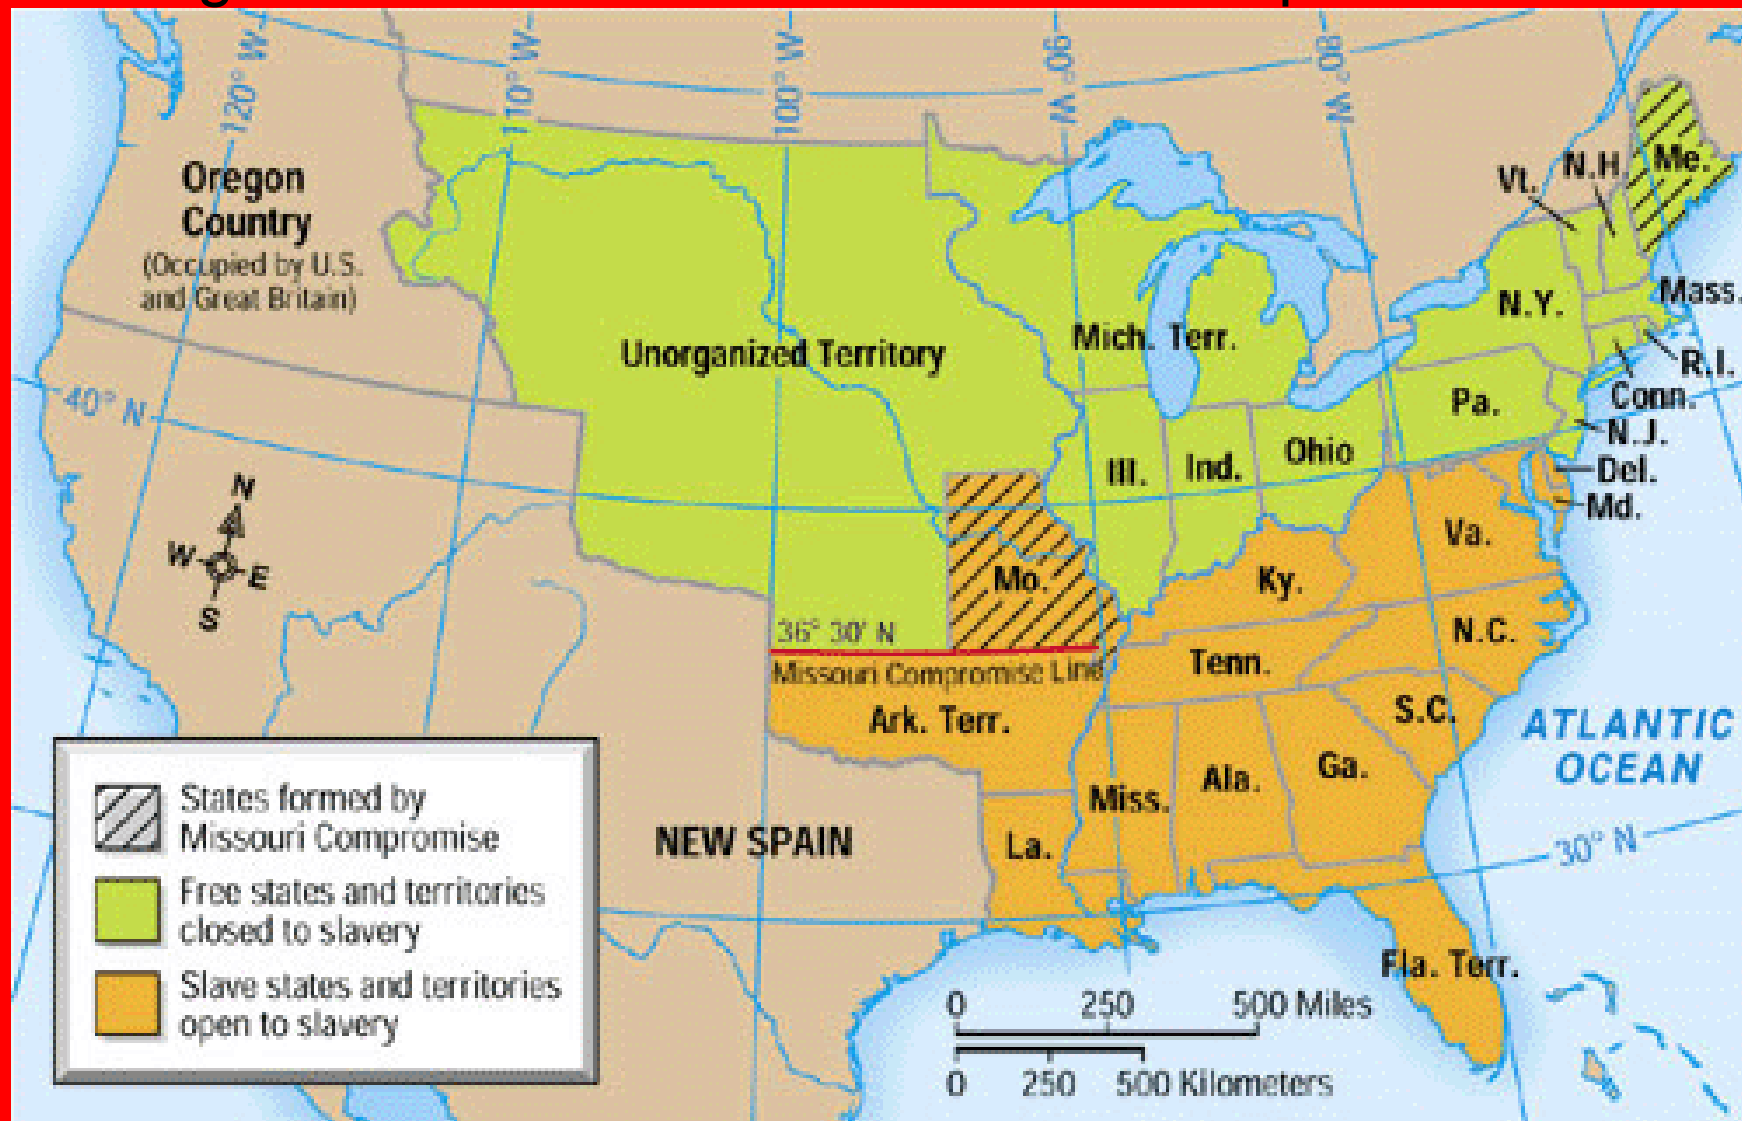 120° W
110° W
100° W
90° W
80° W
Oregon
Country
(Occupied by U.S.
and Great Britain)
Unorganized Territory
Mich. Terr.
Vt.
N.H.
Me.
N.Y.
Mass.
R.I.
Conn.
Pa.
N.J.
Del.
Md.
40° N
Ill.
Ind.
Ohio
N
W
E
S
Mo.
Ky.
Va.
36° 30' N
Missouri Compromise Line
Tenn.
N.C.
Ark. Terr.
S.C.
ATLANTIC
OCEAN
Miss.
Ala.
Ga.
NEW SPAIN
La.
30° N
Fla. Terr.
States formed by
Missouri Compromise
Free states and territories
closed to slavery
Slave states and territories
open to slavery
0 250 500 Miles
0 250 500 Kilometers